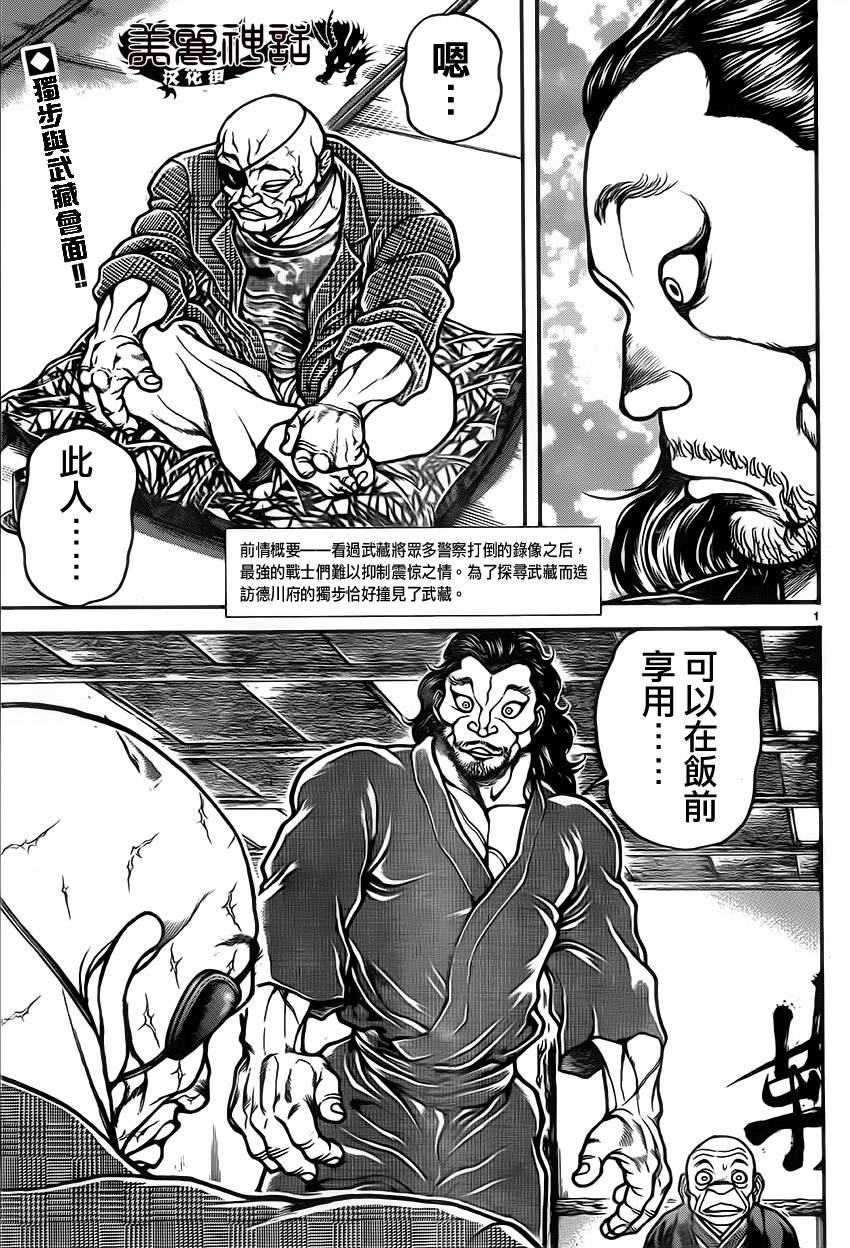 美麗神話
汉化组
◆獨步與武藏會面!!
嗯…
此人……
前情概要——看過武藏將眾多警察打倒的錄像之后，
最強的戰士們難以抑制震惊之情。為了探尋武藏而造
訪德川府的獨步恰好撞見了武藏。
1
可以在飯前
享用……